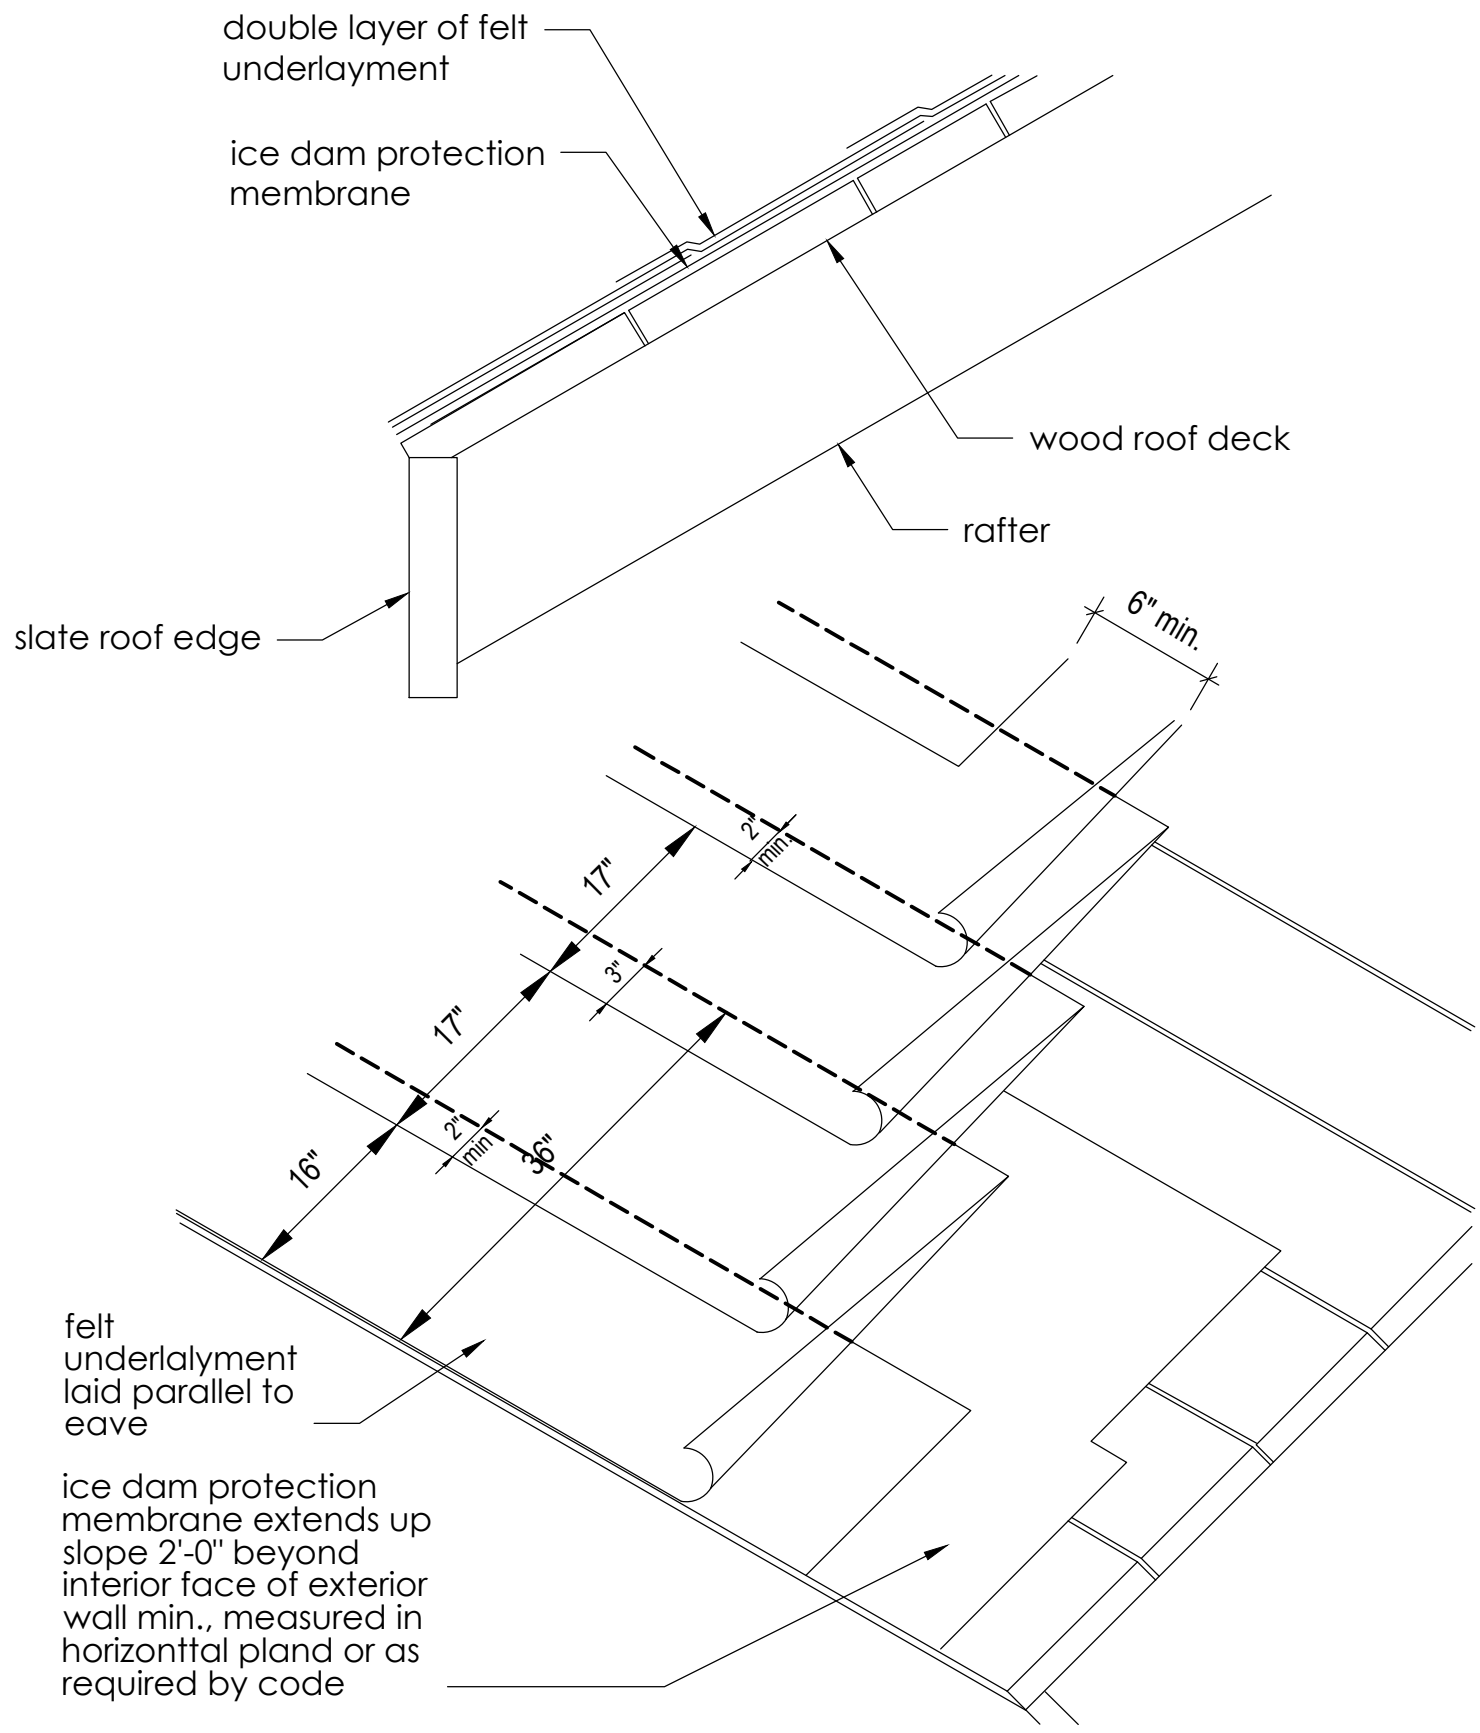 double layer of felt
underlayment
ice dam protection
membrane
wood roof deck
rafter
slate roof edge
6" min.
2"
min.
17"
3"
17"
2"
min
36"
16"
felt
underlalyment
laid parallel to
eave
ice dam protection
membrane extends up
slope 2'-0" beyond
interior face of exterior
wall min., measured in
horizonttal pland or as
required by code